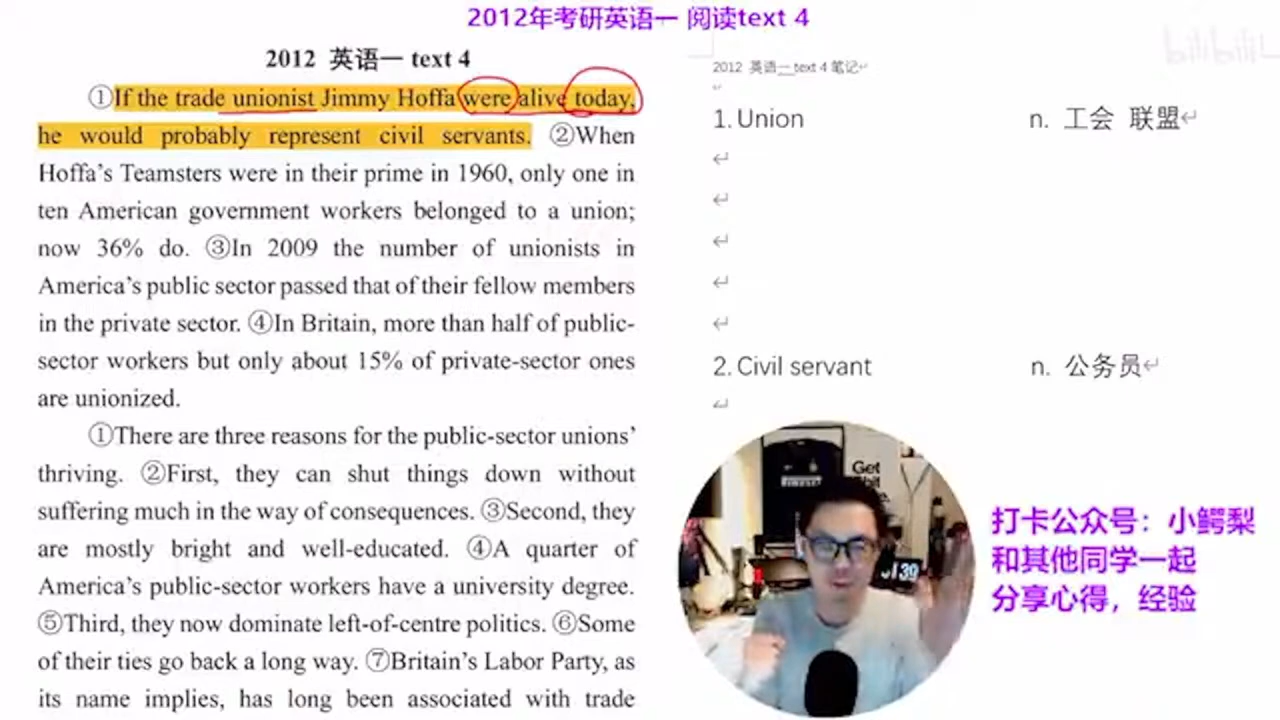 2012年考研英语一 阅读text 4
bilibili
2012 英语一 text 4
①If the trade unionist Jimmy Hoffa were alive today,
he would probably represent civil servants. ②When
Hoffa's Teamsters were in their prime in 1960, only one in
ten American government workers belonged to a union;
now 36% do. ③In 2009 the number of unionists in
America's public sector passed that of their fellow members
in the private sector. ④In Britain, more than half of public-
sector workers but only about 15% of private-sector ones
are unionized.
①There are three reasons for the public-sector unions'
thriving. ②First, they can shut things down without
suffering much in the way of consequences. ③Second, they
are mostly bright and well-educated. ④A quarter of
America's public-sector workers have a university degree.
⑤Third, they now dominate left-of-centre politics. ⑥Some
of their ties go back a long way. ⑦Britain's Labor Party, as
its name implies, has long been associated with trade
2012 英语一 text 4 笔记
1. Union n. 工会 联盟
2. Civil servant n. 公务员
Get
打卡公众号：小鳄梨
和其他同学一起
分享心得，经验